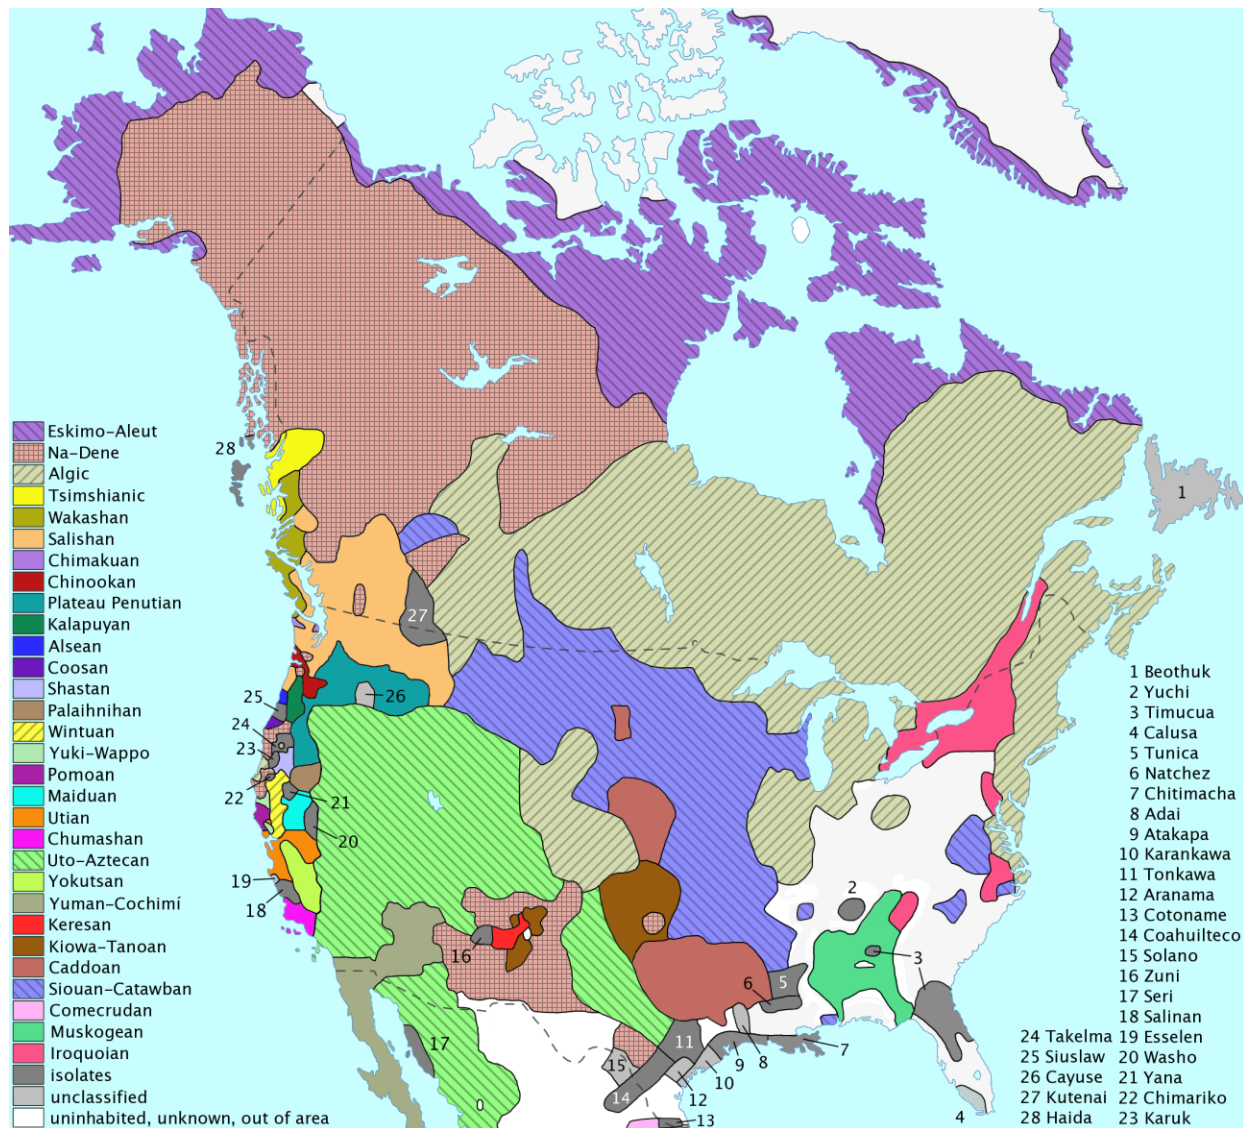 Eskimo-Aleut
Na-Dene
Algic
Tsimshianic
Wakashan
Salishan
Chimakuan
Chinookan
Plateau Penutian
Kalapuyan
Alsean
Coosan
Shastan
Palaihnihan
Wintuan
Yuki-Wappo
Pomoan
Maiduan
Utian
Chumashan
Uto-Aztecan
Yokutsan
Yuman-Cochimí
Keresan
Kiowa-Tanoan
Caddoan
Siouan-Catawban
Comecrudan
Muskogean
Iroquoian
isolates
unclassified
uninhabited, unknown, out of area
28
27
26
25
24
23
22
21
20
19
18
16
17
15
14
11
12
10
9
8
7
6
5
2
3
4
13
1
1 Beothuk
2 Yuchi
3 Timucua
4 Calusa
5 Tunica
6 Natchez
7 Chitimacha
8 Adai
9 Atakapa
10 Karankawa
11 Tonkawa
12 Aranama
13 Cotoname
14 Coahuilteco
15 Solano
16 Zuni
17 Seri
18 Salinan
19 Esselen
20 Washo
21 Yana
22 Chimariko
23 Karuk
24 Takelma
25 Siuslaw
26 Cayuse
27 Kutenai
28 Haida